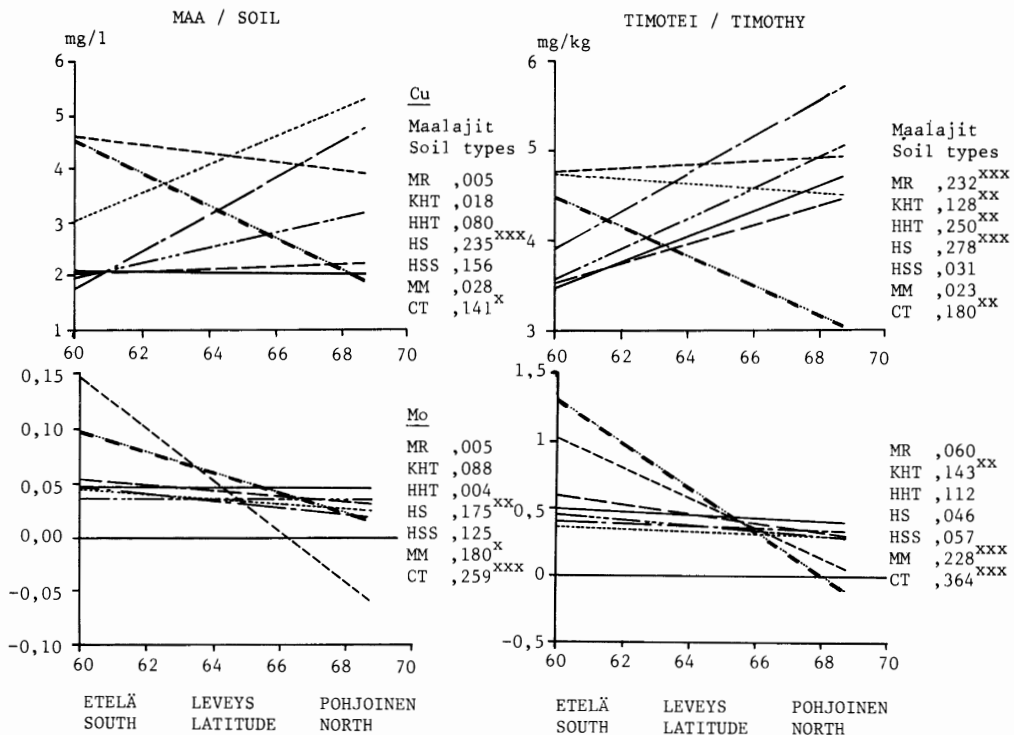 MAA / SOIL
mg/l
6
5
4
3
2
1
60 62 64 66 68 70
Cu
Maalajit
Soil types
MR ,005
KHT ,018
HHT ,080
HS ,235xxx
HSS ,156
MM ,028
CT ,141x
TIMOTEI / TIMOTHY
mg/kg
6
5
4
3
60 62 64 66 68 70
Maalajit
Soil types
MR ,232xxx
KHT ,128xx
HHT ,250xx
HS ,278xxx
HSS ,031
MM ,023
CT ,180xx
0,15
0,10
0,05
0,00
-0,05
-0,10
60 62 64 66 68 70
Mo
MR ,005
KHT ,088
HHT ,004
HS ,175xx
HSS ,125
MM ,180x
CT ,259xxx
ETELÄ LEVEYS POHJOINEN
SOUTH LATITUDE NORTH
1,5
1
0,5
0
-0,5
60 62 64 66 68 70
MR ,060
KHT ,143xx
HHT ,112
HS ,046
HSS ,057
MM ,228xxx
CT ,364xxx
ETELÄ LEVEYS POHJOINEN
SOUTH LATITUDE NORTH